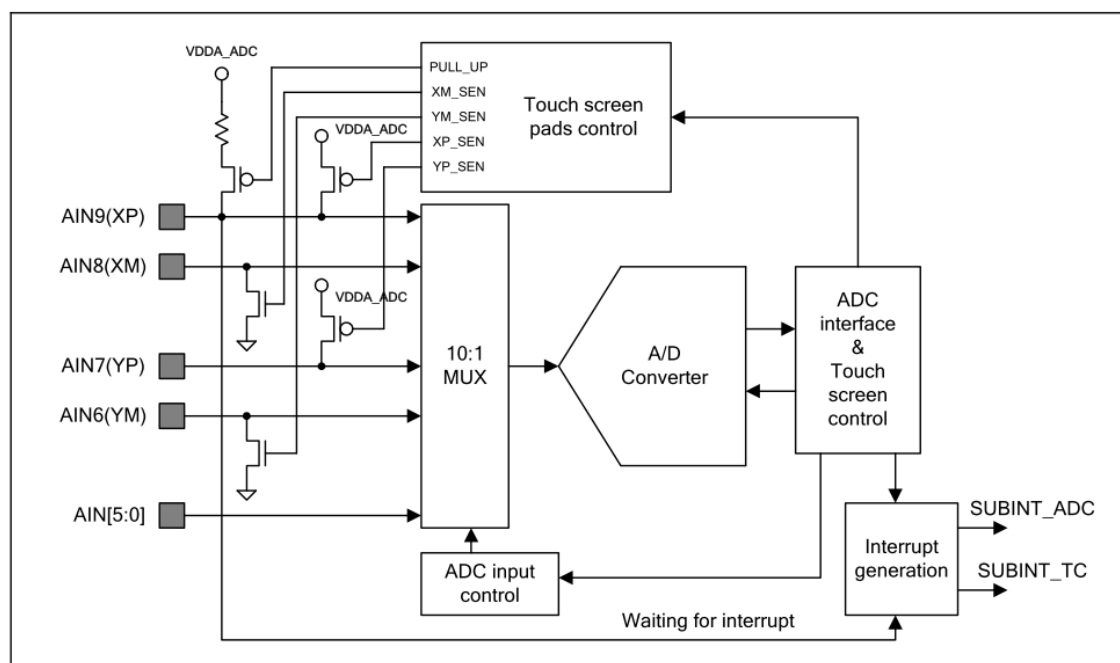 VDDA_ADC
PULL_UP
XM_SEN
YM_SEN
XP_SEN
YP_SEN
Touch screen
pads control
VDDA_ADC
AIN9(XP)
AIN8(XM)
VDDA_ADC
AIN7(YP)
AIN6(YM)
AIN[5:0]
10:1
MUX
A/D
Converter
ADC
interface
&
Touch
screen
control
ADC input
control
Interrupt
generation
SUBINT_ADC
SUBINT_TC
Waiting for interrupt